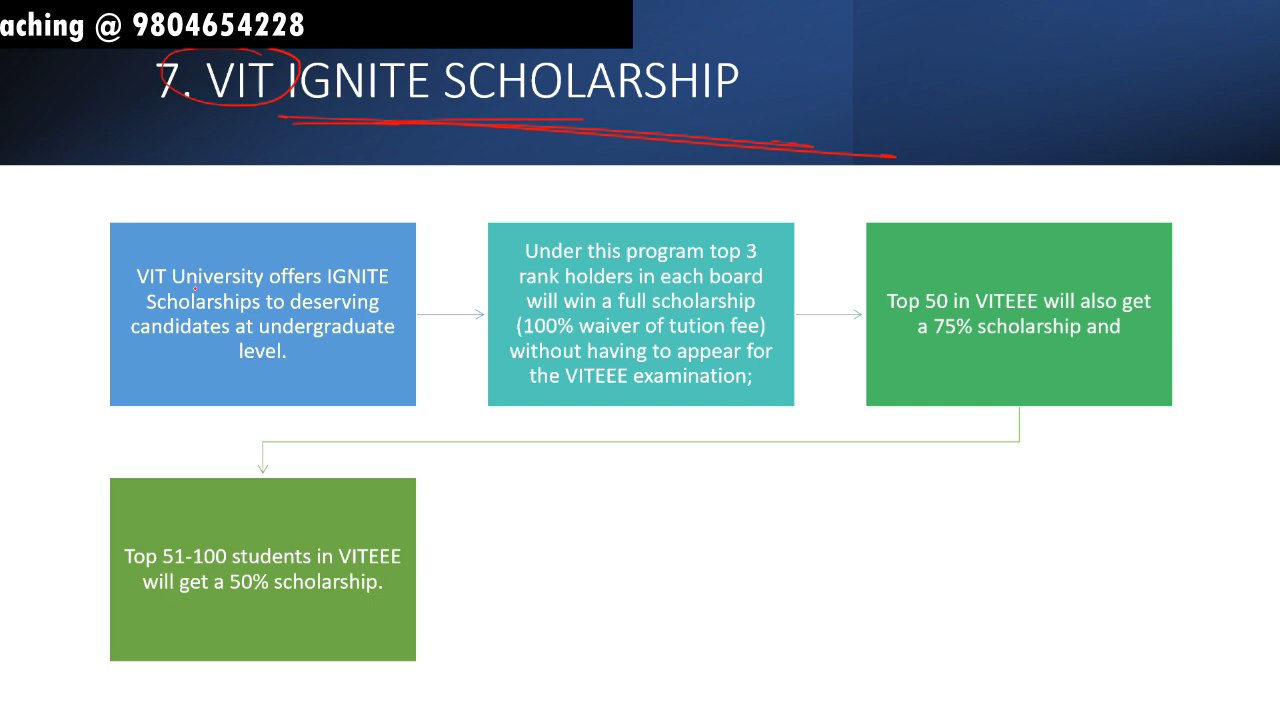 aching @ 9804654228
7. VIT IGNITE SCHOLARSHIP
VIT University offers IGNITE
Scholarships to deserving
candidates at undergraduate
level.
Under this program top 3
rank holders in each board
will win a full scholarship
(100% waiver of tution fee)
without having to appear for
the VITEEE examination;
Top 50 in VITEEE will also get
a 75% scholarship and
Top 51-100 students in VITEEE
will get a 50% scholarship.